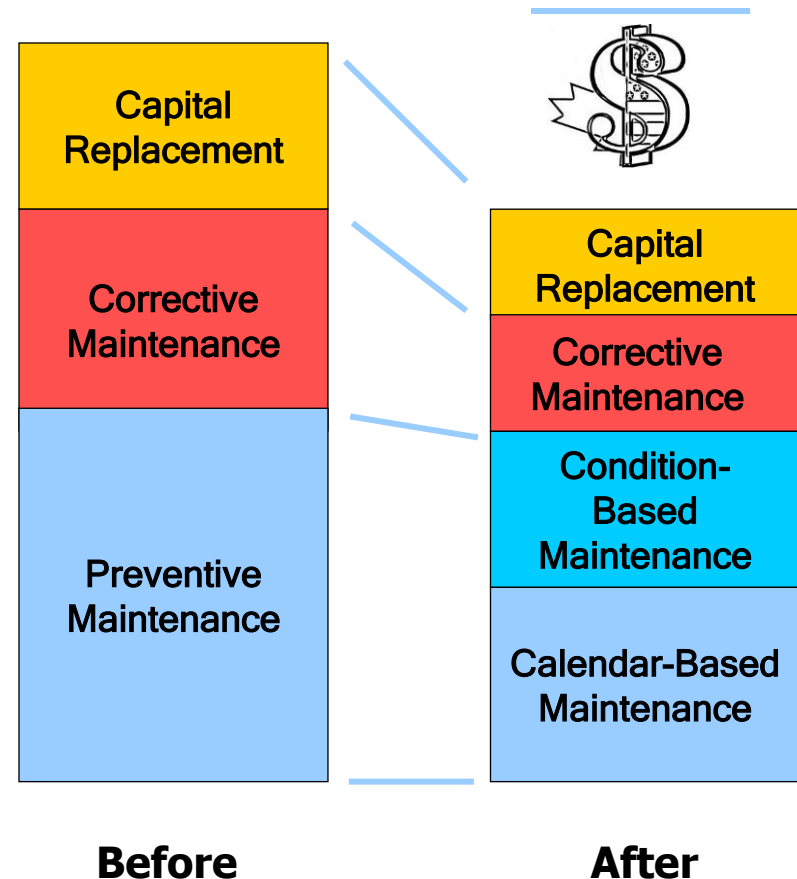 Capital
Replacement
Corrective
Maintenance
Preventive
Maintenance
Before
$
Capital
Replacement
Corrective
Maintenance
Condition-
Based
Maintenance
Calendar-Based
Maintenance
After